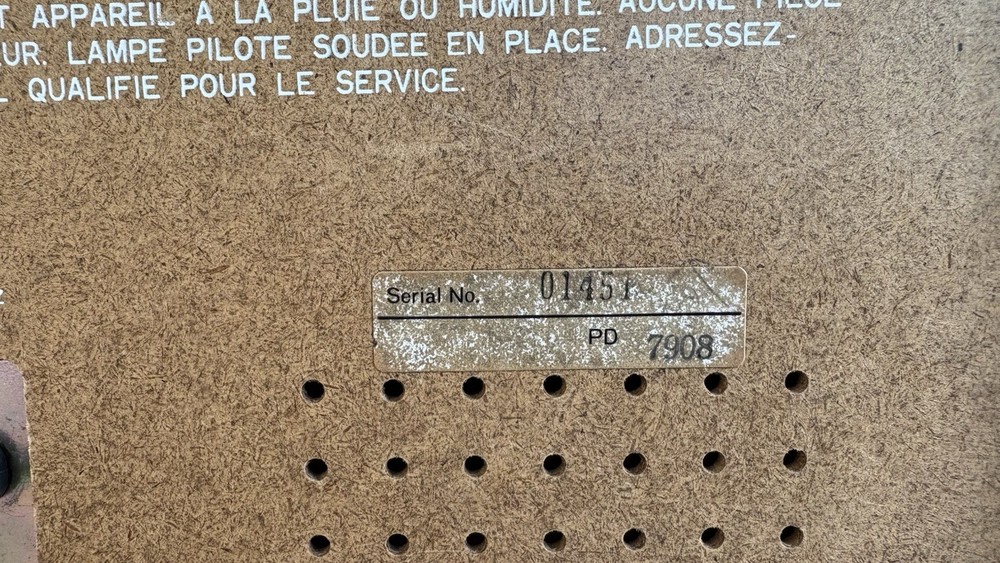 T APPAREIL A LA PLUIE OU HUMIDITE. AUCUNE PIECE
UR. LAMPE PILOTE SOUDEE EN PLACE. ADRESSEZ-
L QUALIFIE POUR LE SERVICE.
Serial No. 01451
PD 7908